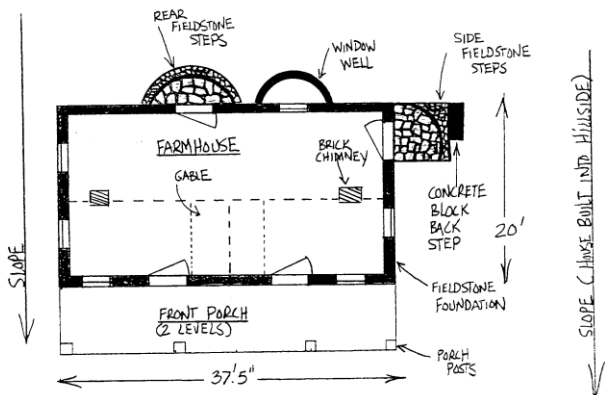 REAR
FIELDSTONE
STEPS
WINDOW
WELL
SIDE
FIELDSTONE
STEPS
FARMHOUSE
BRICK
CHIMNEY
GABLE
CONCRETE
BLOCK
BACK
STEP
20'
SLOPE
SLOPE (HOUSE BUILT INTO HILLSIDE)
FIELDSTONE
FOUNDATION
FRONT PORCH
(2 LEVELS)
PORCH
POSTS
37'5"